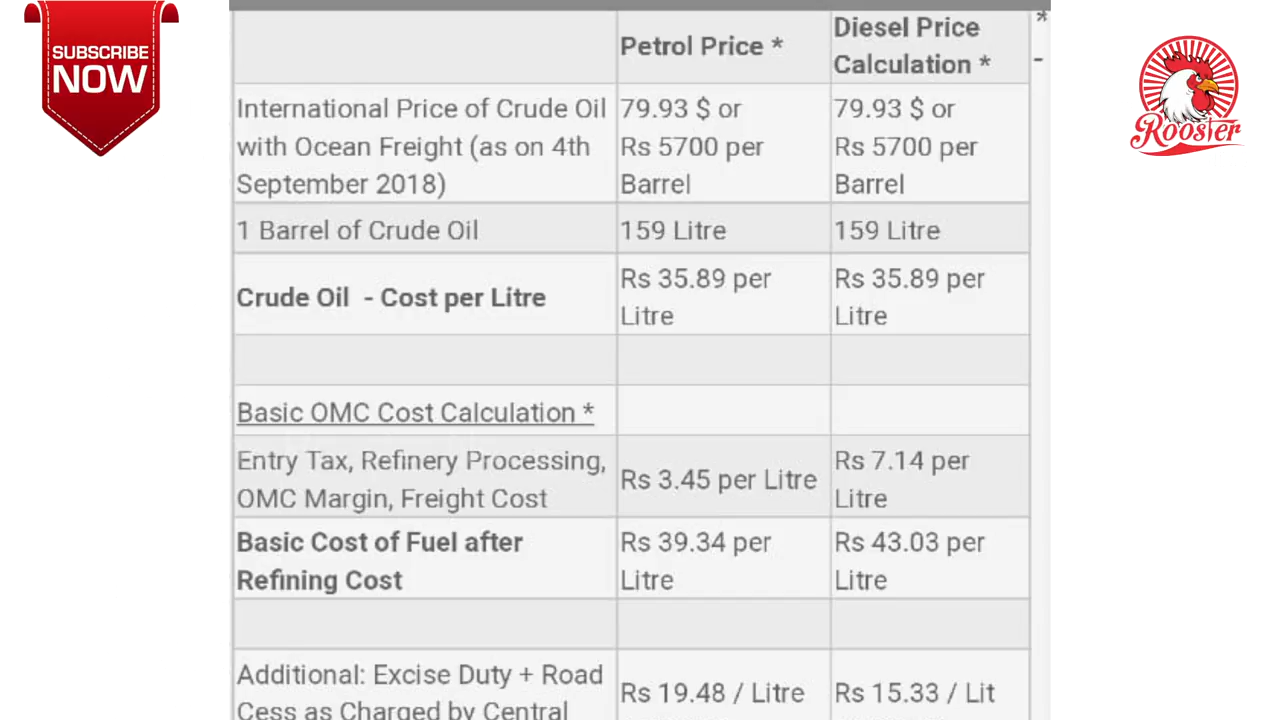 SUBSCRIBE
NOW
Rooster
Petrol Price *
Diesel Price
Calculation *
*
-
International Price of Crude Oil
with Ocean Freight (as on 4th
September 2018)
79.93 $ or
Rs 5700 per
Barrel
79.93 $ or
Rs 5700 per
Barrel
1 Barrel of Crude Oil
159 Litre
159 Litre
Crude Oil - Cost per Litre
Rs 35.89 per
Litre
Rs 35.89 per
Litre
Basic OMC Cost Calculation *
Entry Tax, Refinery Processing,
OMC Margin, Freight Cost
Rs 3.45 per Litre
Rs 7.14 per
Litre
Basic Cost of Fuel after
Refining Cost
Rs 39.34 per
Litre
Rs 43.03 per
Litre
Additional: Excise Duty + Road
Cess as Charged by Central
Rs 19.48 / Litre
Rs 15.33 / Lit